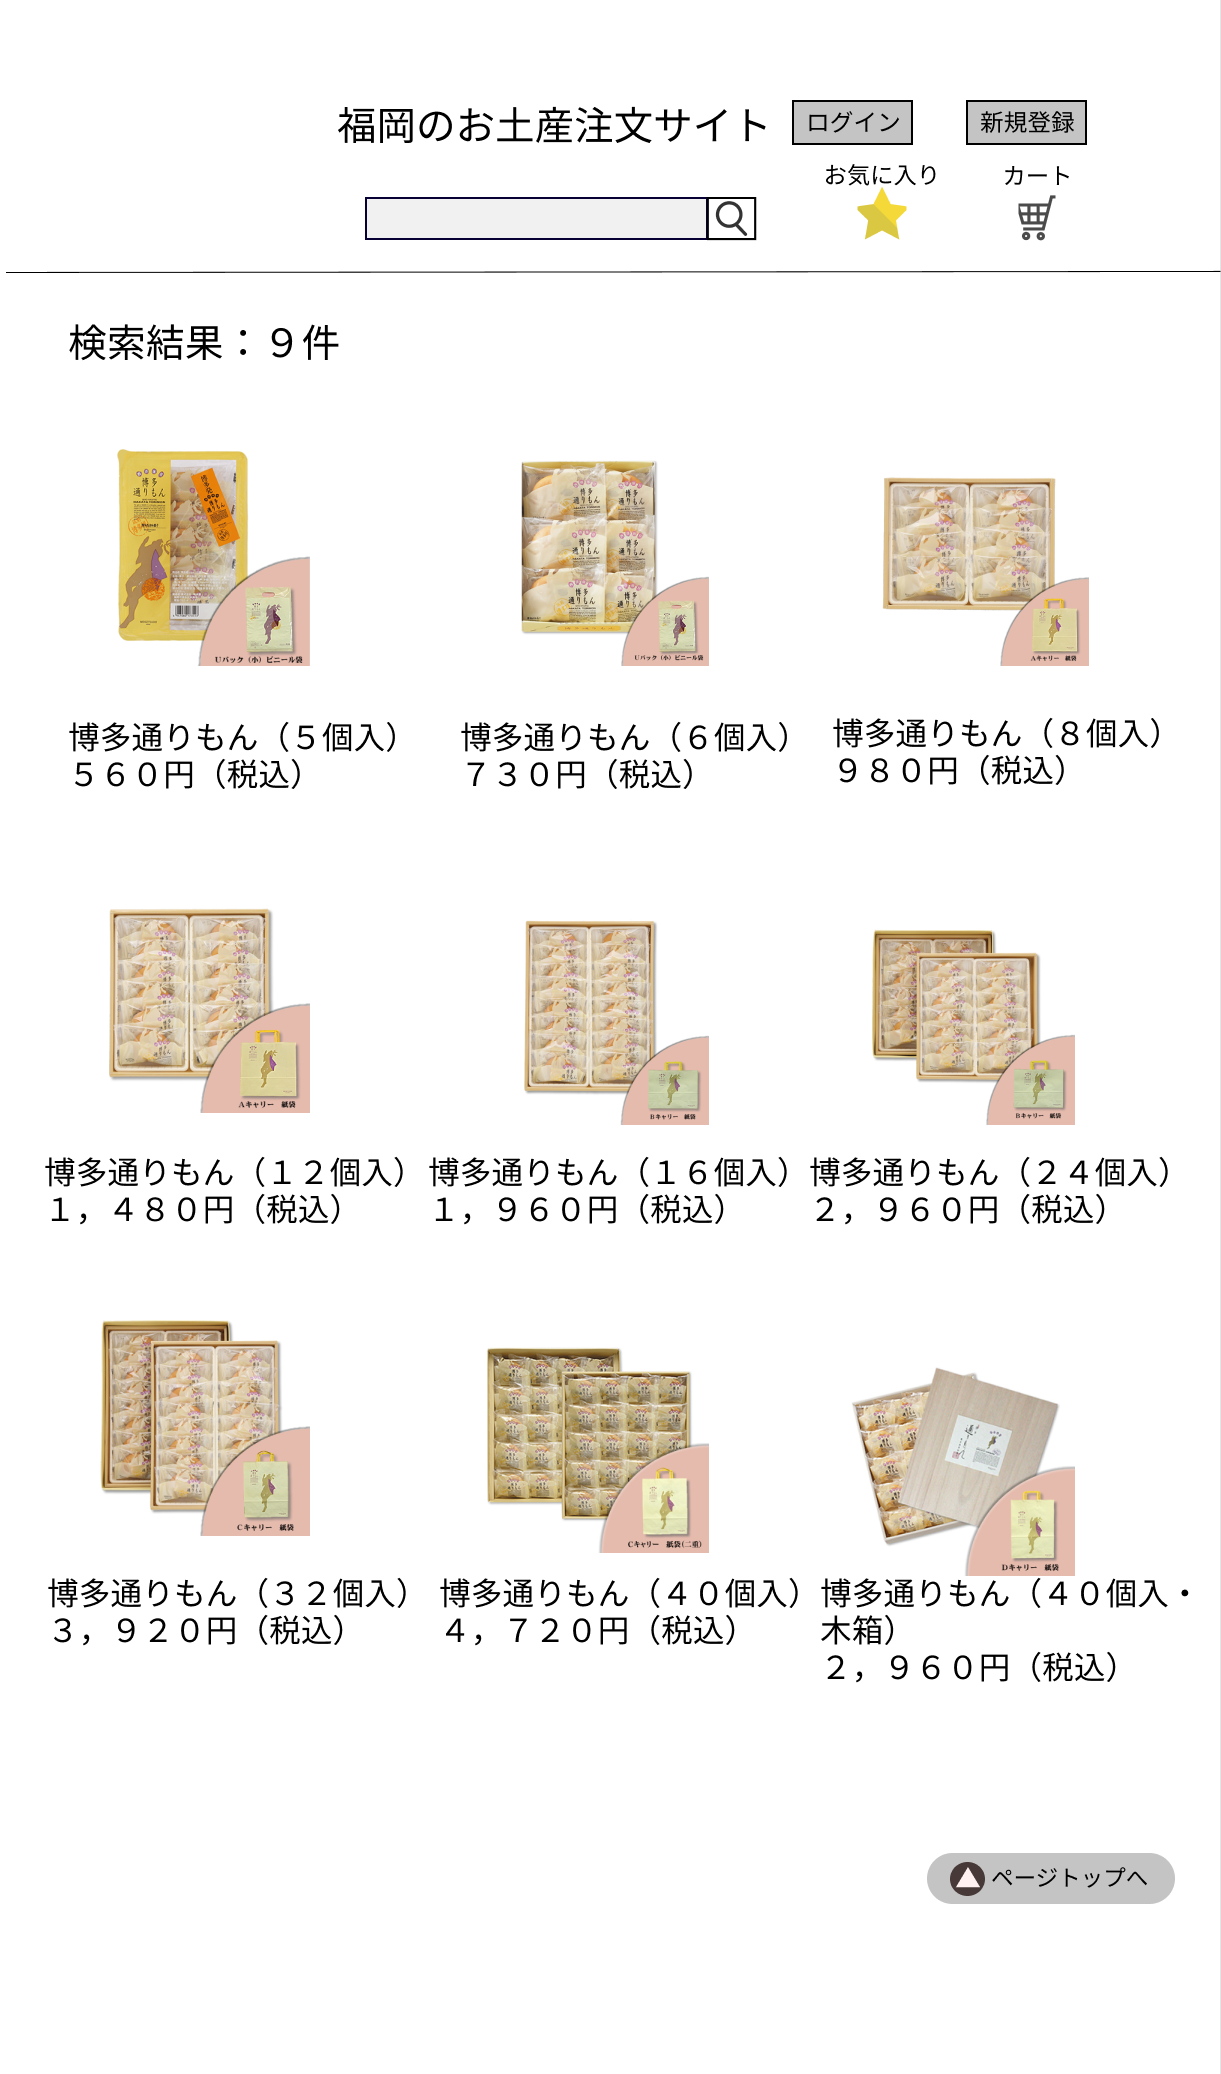 福岡のお土産注文サイト
ログイン
新規登録
お気に入り
カート
検索結果：９件
博多
通りもん
博多
通りもん
Uパック（小）ビニール袋
Uパック（小）ビニール袋
Aキャリー　紙袋
博多通りもん（５個入）
５６０円（税込）
博多通りもん（６個入）
７３０円（税込）
博多通りもん（８個入）
９８０円（税込）
Aキャリー　紙袋
Bキャリー　紙袋
Bキャリー　紙袋
博多通りもん（１２個入）
１，４８０円（税込）
博多通りもん（１６個入）
１，９６０円（税込）
博多通りもん（２４個入）
２，９６０円（税込）
Cキャリー　紙袋
Cキャリー　紙袋(二重)
Dキャリー　紙袋
博多通りもん（３２個入）
３，９２０円（税込）
博多通りもん（４０個入）
４，７２０円（税込）
博多通りもん（４０個入・
木箱）
２，９６０円（税込）
ページトップへ